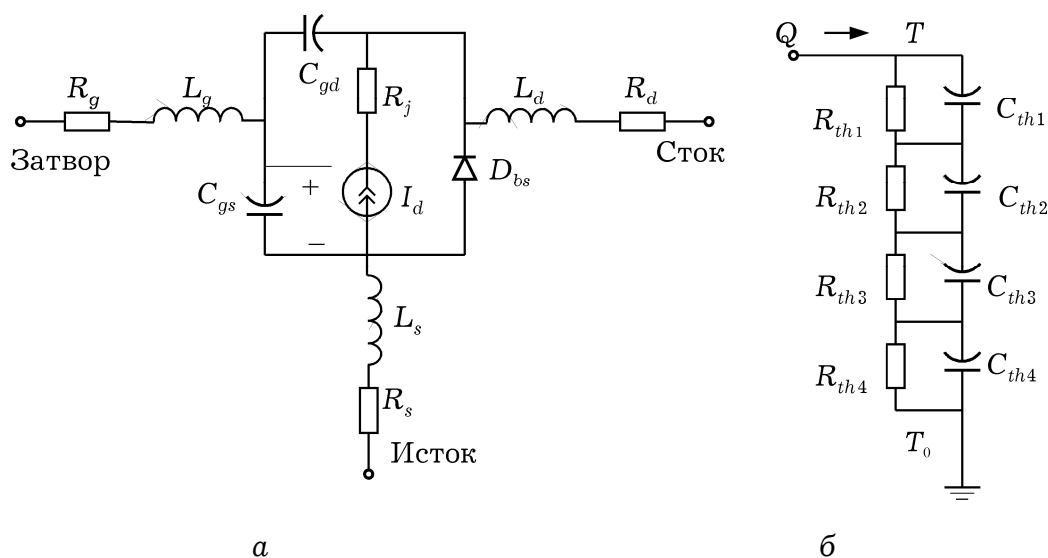 R_g
L_g
Затвор
C_gd
R_j
L_d
R_d
Сток
C_gs
+
−
I_d
D_bs
L_s
R_s
Исток
а
Q
T
R_th1
C_th1
R_th2
C_th2
R_th3
C_th3
R_th4
C_th4
T_0
б